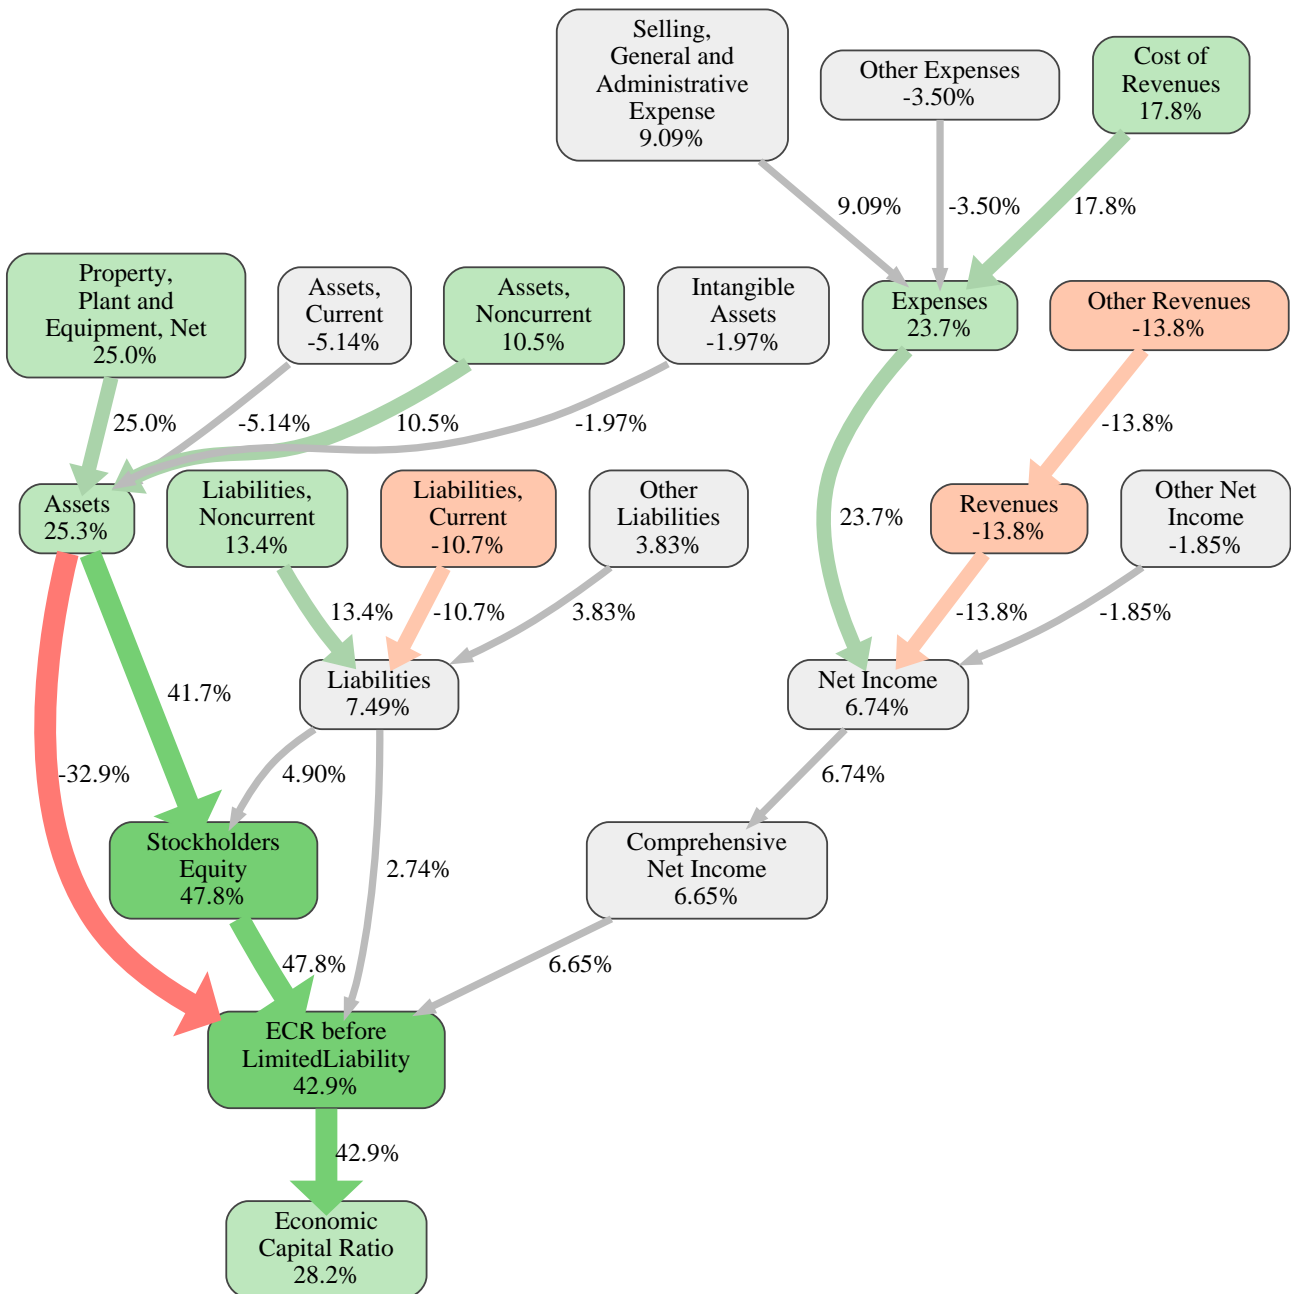 Selling,
General and
Administrative
Expense
9.09%
Other Expenses
-3.50%
Cost of
Revenues
17.8%
9.09%
-3.50%
17.8%
Property,
Plant and
Equipment, Net
25.0%
Assets,
Current
-5.14%
Assets,
Noncurrent
10.5%
Intangible
Assets
-1.97%
Expenses
23.7%
Other Revenues
-13.8%
25.0%
-5.14%
10.5%
-1.97%
-13.8%
Assets
25.3%
Liabilities,
Noncurrent
13.4%
Liabilities,
Current
-10.7%
Other
Liabilities
3.83%
23.7%
Revenues
-13.8%
Other Net
Income
-1.85%
13.4%
-10.7%
3.83%
-13.8%
-1.85%
41.7%
Liabilities
7.49%
Net Income
6.74%
-32.9%
4.90%
6.74%
Stockholders
Equity
47.8%
2.74%
Comprehensive
Net Income
6.65%
47.8%
6.65%
ECR before
LimitedLiability
42.9%
42.9%
Economic
Capital Ratio
28.2%